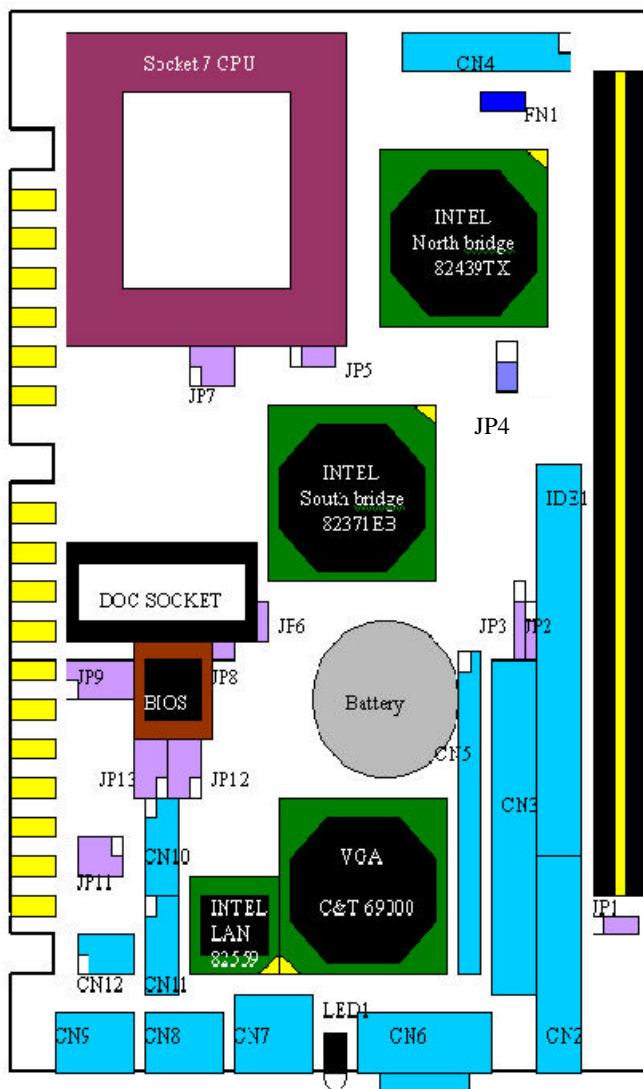 Socket 7 CPU
CN4
FN1
INTEL
North bridge
82439TX
JP5
JP7
JP4
INTEL
South bridge
82371EB
IDE1
DOC SOCKET
JP6
JP3
JP2
JP9
JP8
BIOS
Battery
CN5
JP13
JP12
CN3
CN10
VGA
C&T 69000
JP11
INTEL
LAN
82559
JP1
CN12
CN11
LED1
CN9
CN8
CN7
CN6
CN2